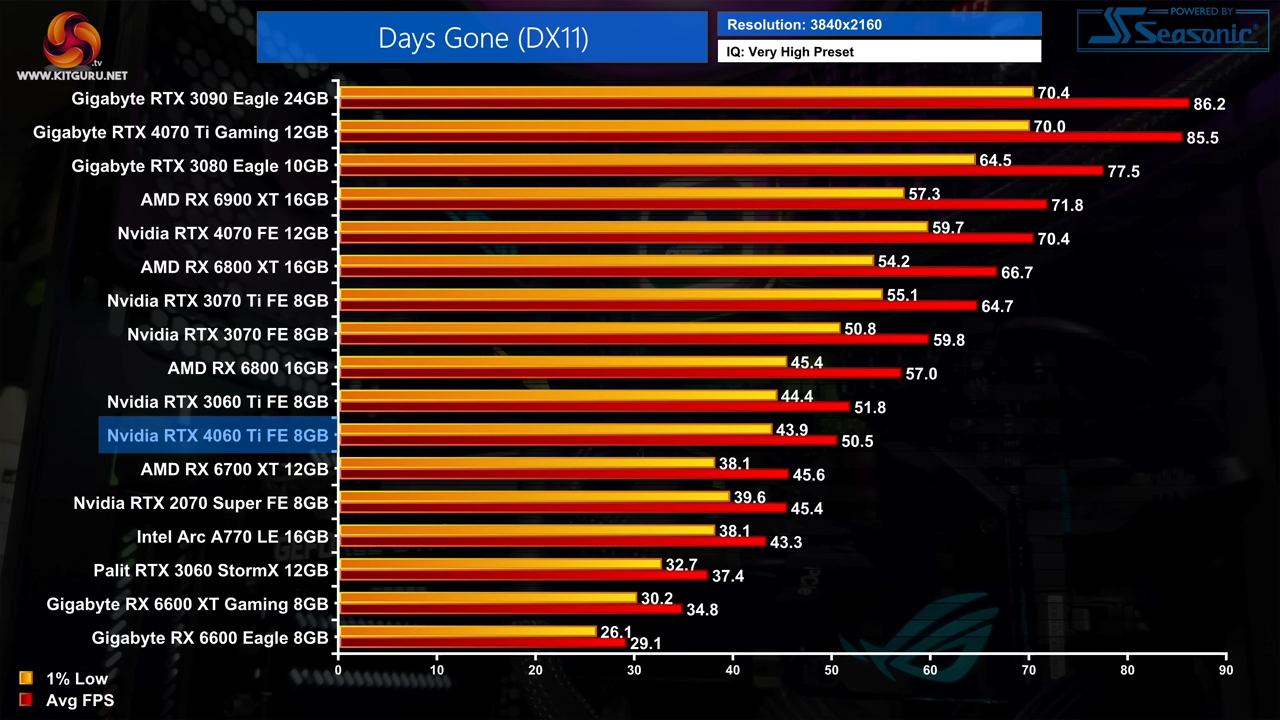 Days Gone (DX11)
Resolution: 3840x2160
IQ: Very High Preset
POWERED BY
Seasonic
.tv
WWW.KITGURU.NET
Gigabyte RTX 3090 Eagle 24GB 70.4 86.2
Gigabyte RTX 4070 Ti Gaming 12GB 70.0 85.5
Gigabyte RTX 3080 Eagle 10GB 64.5 77.5
AMD RX 6900 XT 16GB 57.3 71.8
Nvidia RTX 4070 FE 12GB 59.7 70.4
AMD RX 6800 XT 16GB 54.2 66.7
Nvidia RTX 3070 Ti FE 8GB 55.1 64.7
Nvidia RTX 3070 FE 8GB 50.8 59.8
AMD RX 6800 16GB 45.4 57.0
Nvidia RTX 3060 Ti FE 8GB 44.4 51.8
Nvidia RTX 4060 Ti FE 8GB 43.9 50.5
AMD RX 6700 XT 12GB 38.1 45.6
Nvidia RTX 2070 Super FE 8GB 39.6 45.4
Intel Arc A770 LE 16GB 38.1 43.3
Palit RTX 3060 StormX 12GB 32.7 37.4
Gigabyte RX 6600 XT Gaming 8GB 30.2 34.8
Gigabyte RX 6600 Eagle 8GB 26.1 29.1
0 10 20 30 40 50 60 70 80 90
1% Low
Avg FPS